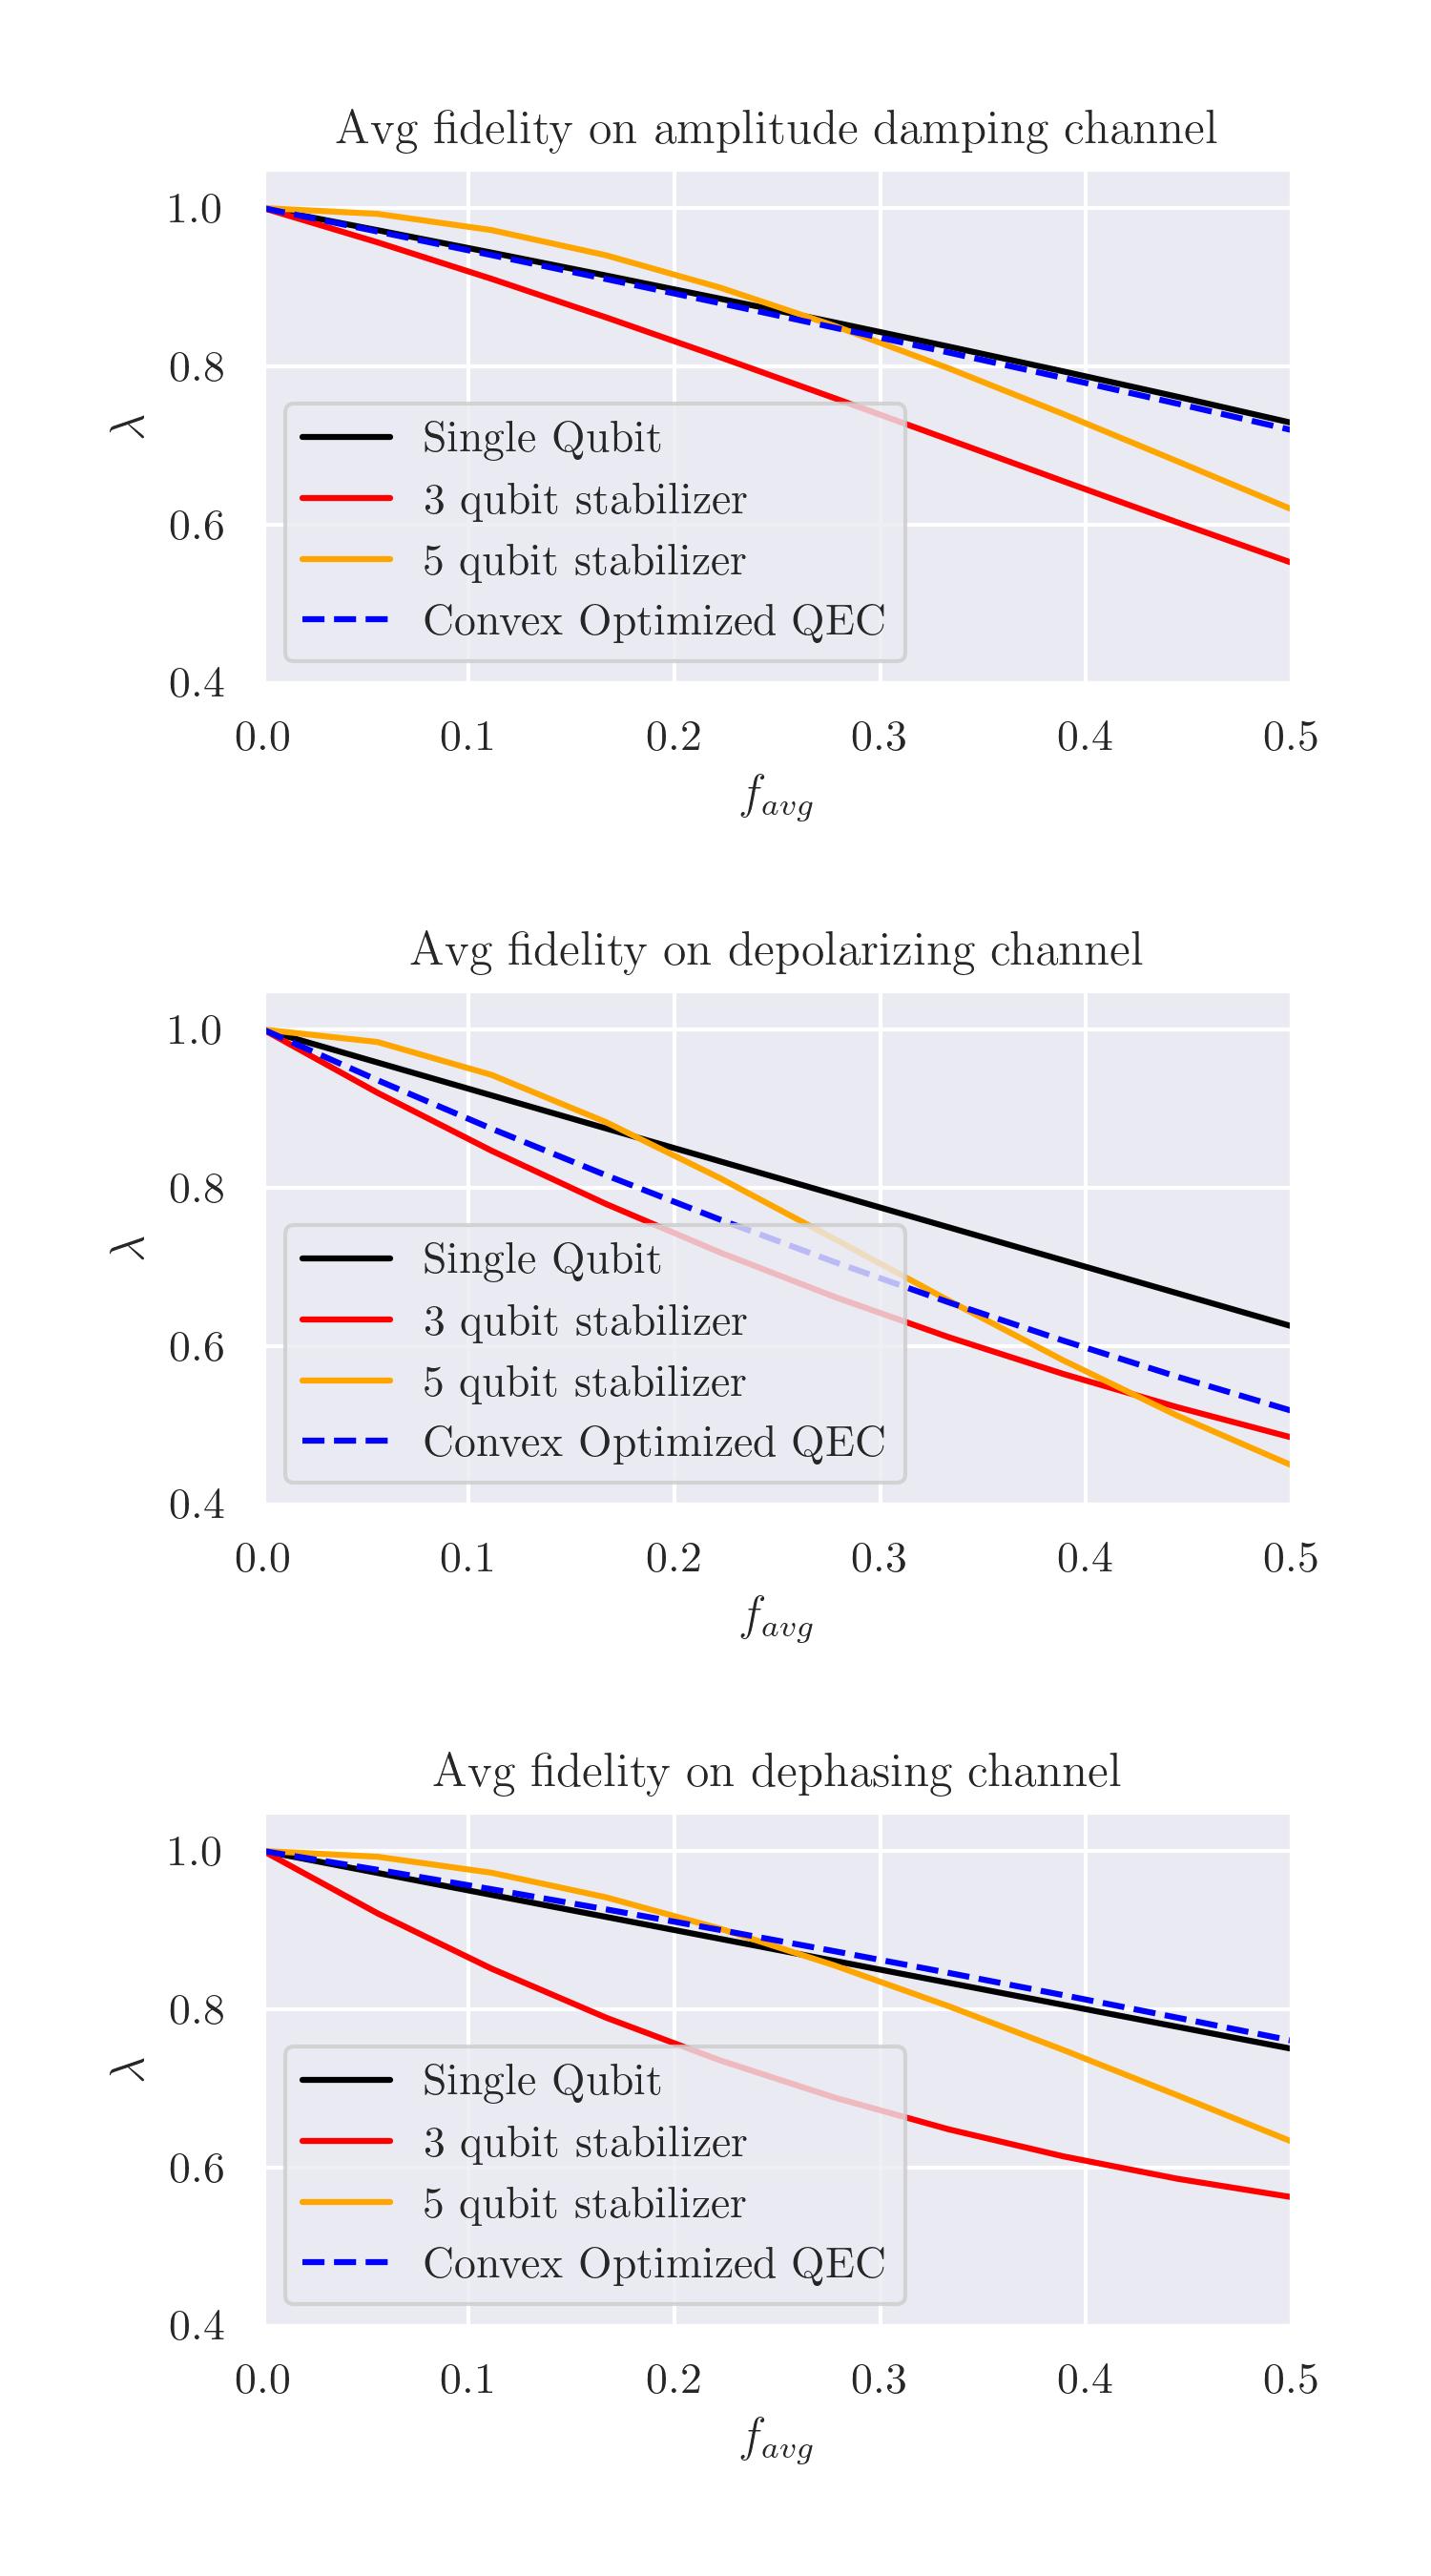 Avg fidelity on amplitude damping channel
1.0
0.8
0.6
0.4
λ
Single Qubit
3 qubit stabilizer
5 qubit stabilizer
Convex Optimized QEC
0.0 0.1 0.2 0.3 0.4 0.5
f_avg
Avg fidelity on depolarizing channel
1.0
0.8
0.6
0.4
λ
Single Qubit
3 qubit stabilizer
5 qubit stabilizer
Convex Optimized QEC
0.0 0.1 0.2 0.3 0.4 0.5
f_avg
Avg fidelity on dephasing channel
1.0
0.8
0.6
0.4
λ
Single Qubit
3 qubit stabilizer
5 qubit stabilizer
Convex Optimized QEC
0.0 0.1 0.2 0.3 0.4 0.5
f_avg